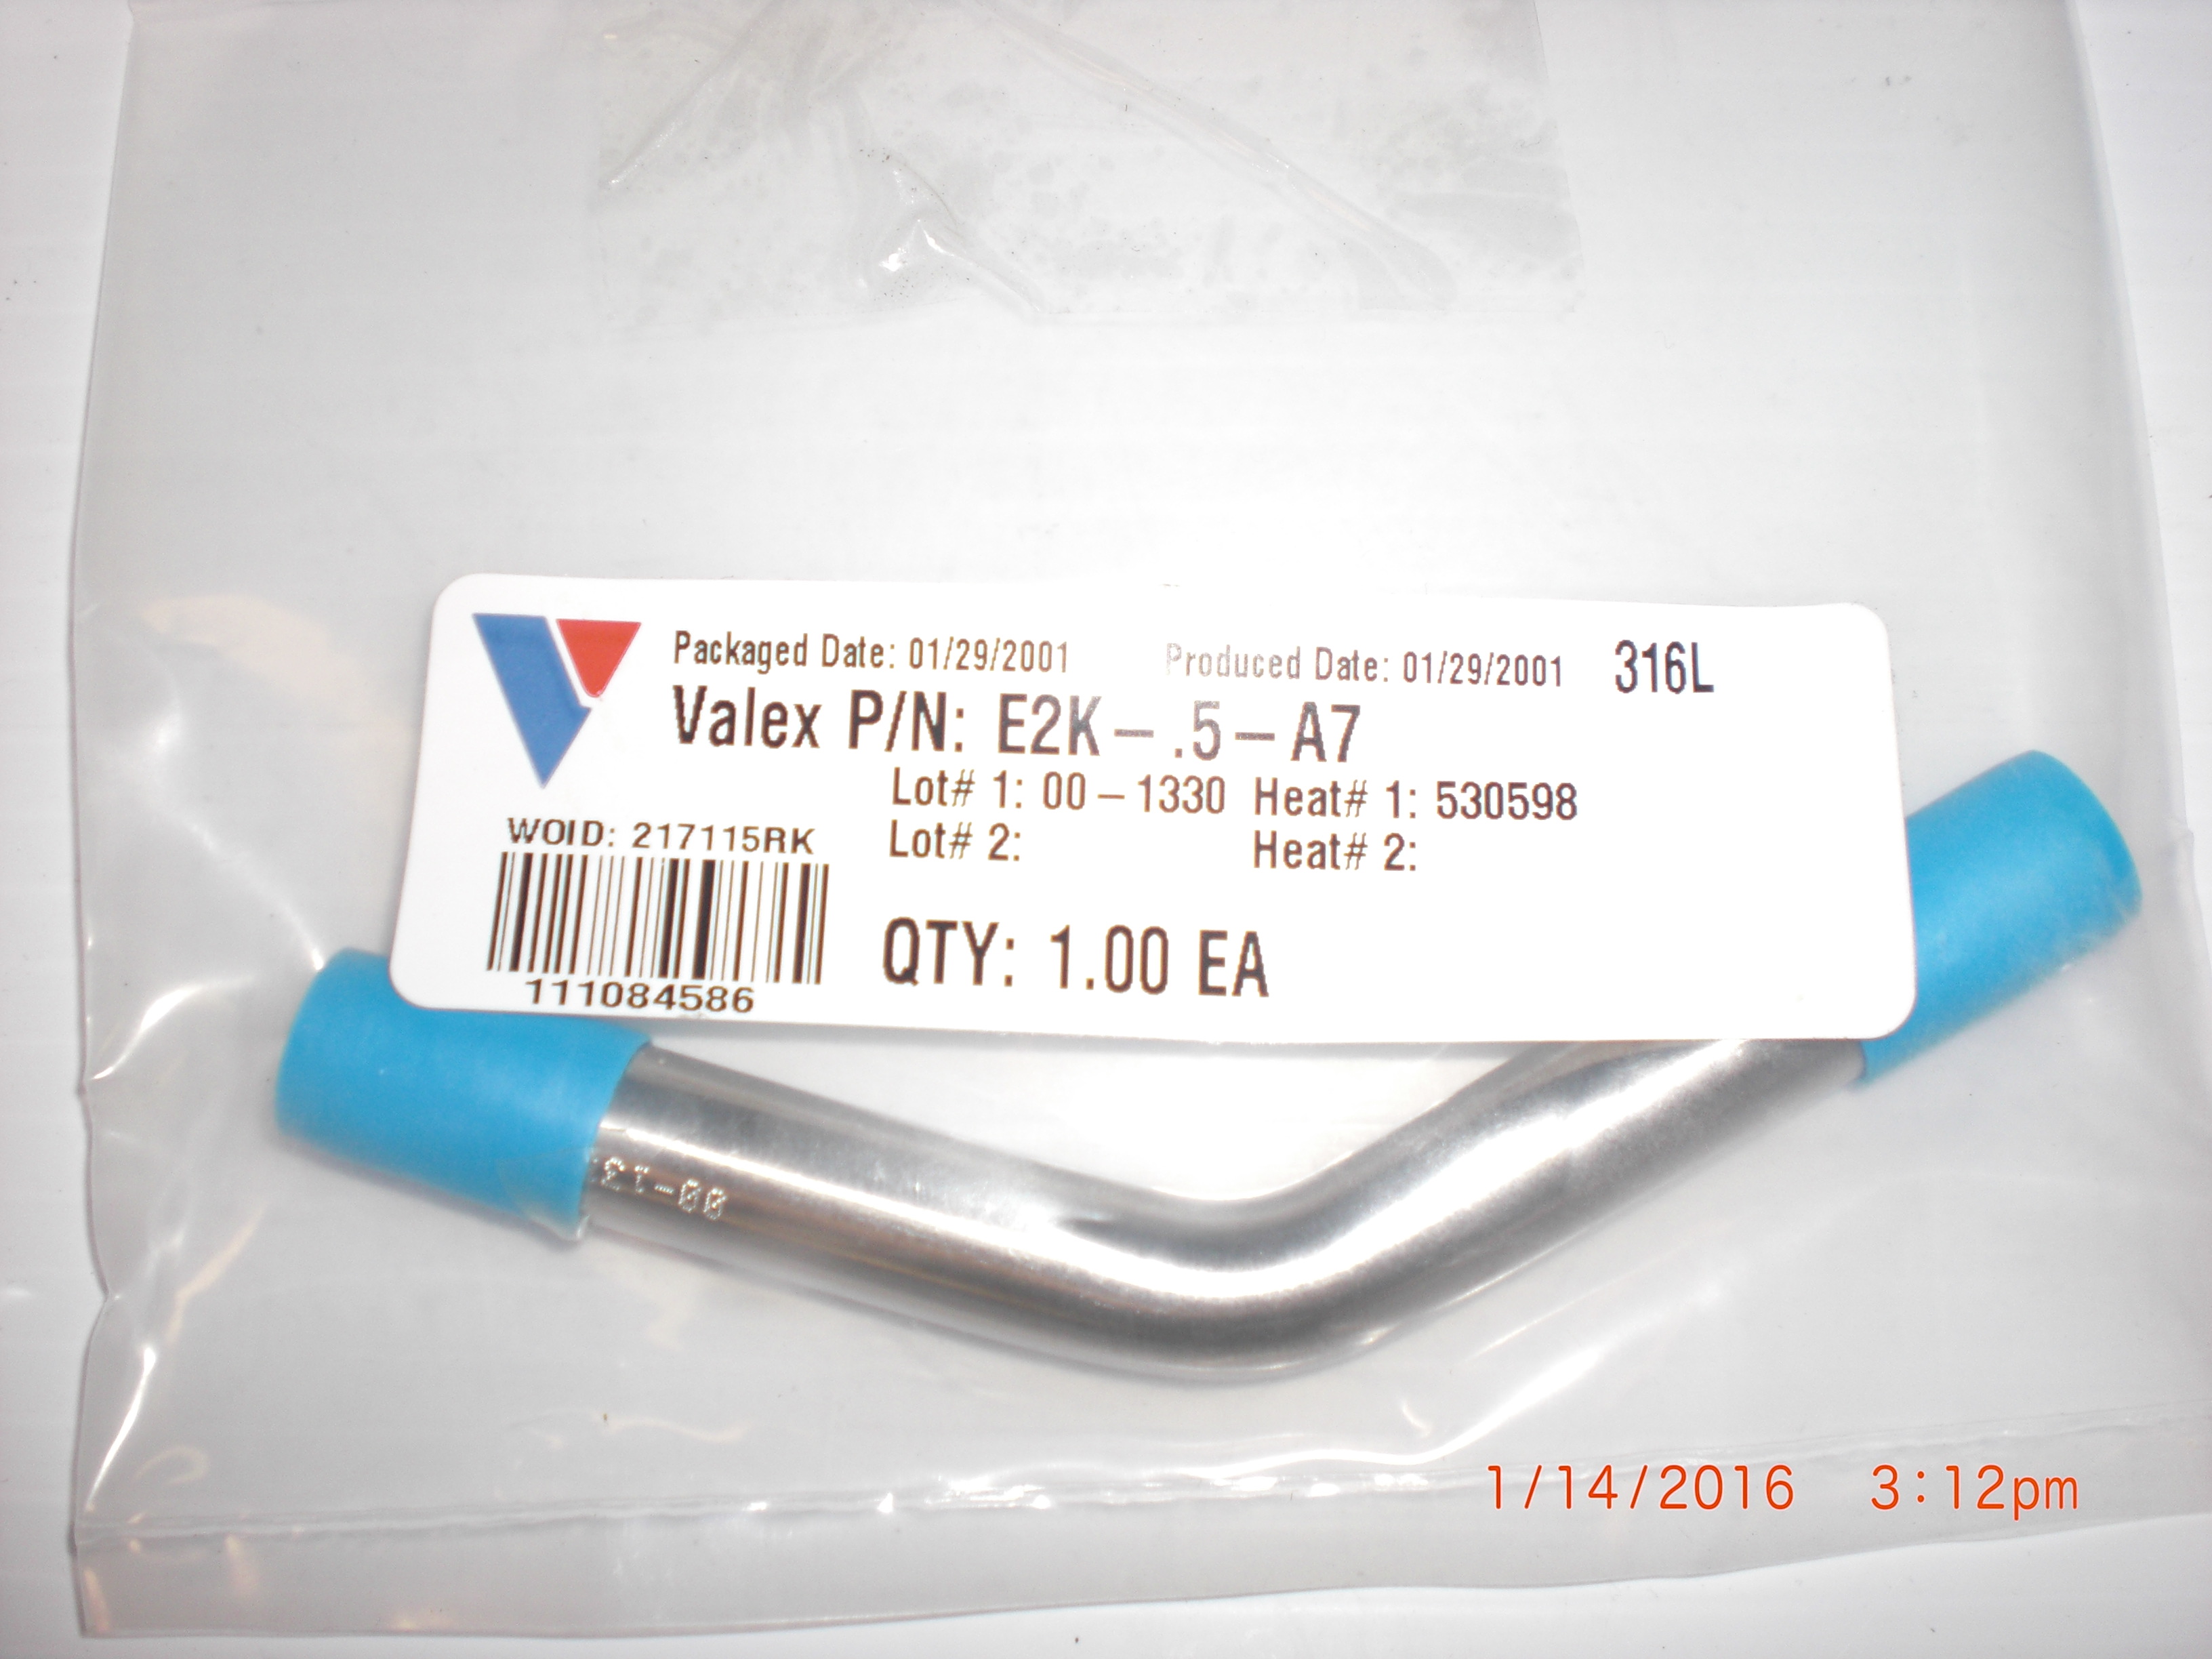 Packaged Date: 01/29/2001 Produced Date: 01/29/2001 316L
Valex P/N: E2K-.5-A7
Lot# 1: 00-1330 Heat# 1: 530598
Lot# 2: Heat# 2:
WOID: 217115RK
111084586
QTY: 1.00 EA
00-13
1/14/2016 3:12pm